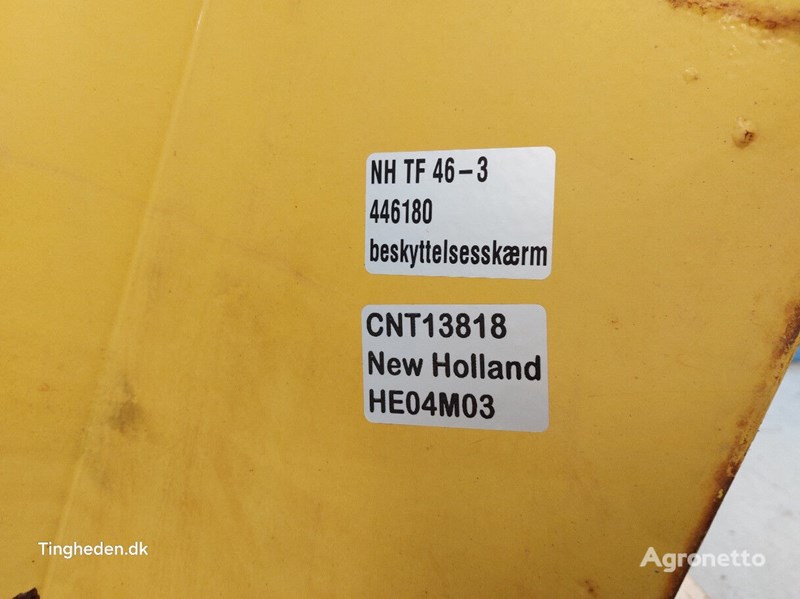 NH TF 46-3
446180
beskyttelsesskærm
CNT13818
New Holland
HE04M03
Tingheden.dk
Agronetto